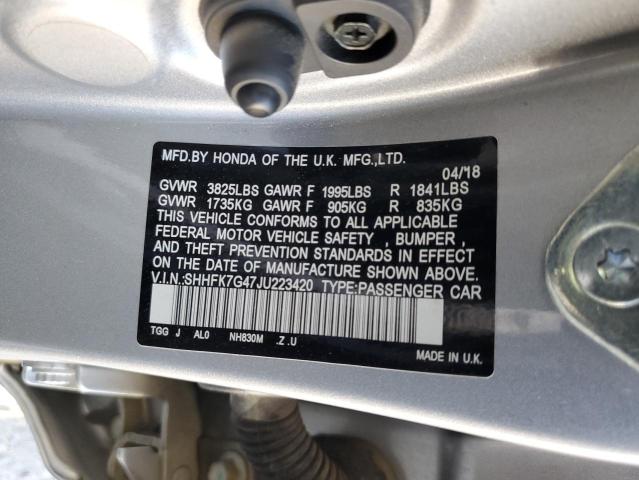 MFD.BY HONDA OF THE U.K. MFG.,LTD.
04/18
GVWR 3825LBS GAWR F 1995LBS R 1841LBS
GVWR 1735KG GAWR F 905KG R 835KG
THIS VEHICLE CONFORMS TO ALL APPLICABLE
FEDERAL MOTOR VEHICLE SAFETY , BUMPER ,
AND THEFT PREVENTION STANDARDS IN EFFECT
ON THE DATE OF MANUFACTURE SHOWN ABOVE.
V.I.N.:SHHFK7G47JU223420 TYPE:PASSENGER CAR
TGG J AL0 NH830M .Z .U
MADE IN U.K.